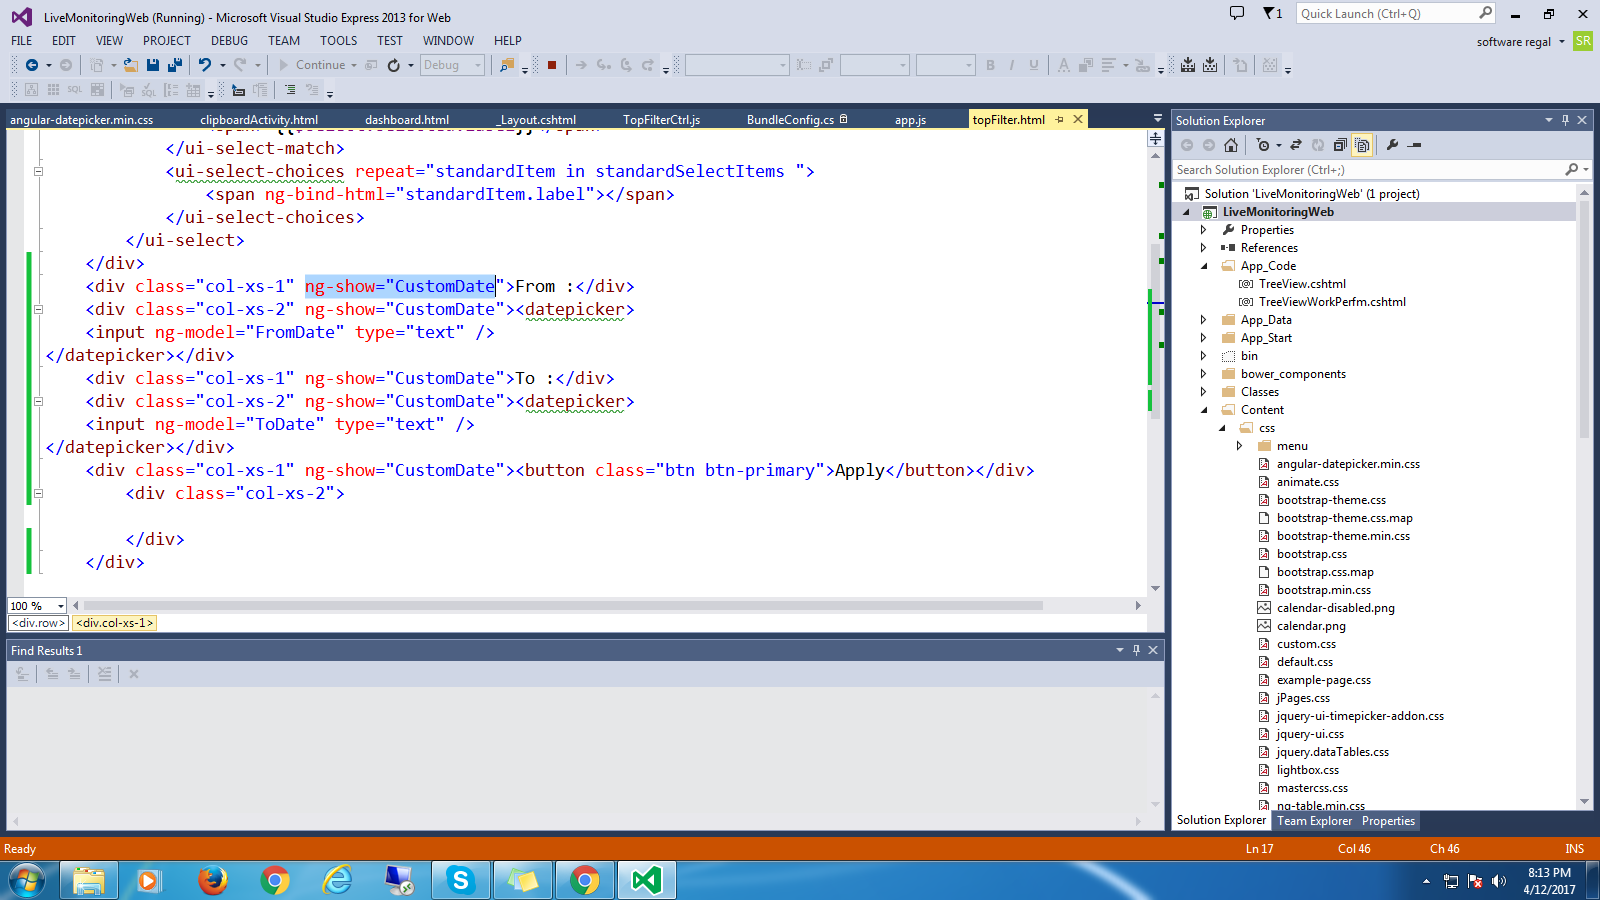 LiveMonitoringWeb (Running) - Microsoft Visual Studio Express 2013 for Web
1
Quick Launch (Ctrl+Q)
FILE EDIT VIEW PROJECT DEBUG TEAM TOOLS TEST WINDOW HELP
software regal SR
Continue Debug
B I U A
SQL SQL
angular-datepicker.min.css clipboardActivity.html dashboard.html _Layout.cshtml TopFilterCtrl.js BundleConfig.cs app.js topFilter.html
</ui-select-match>
<ui-select-choices repeat="standardItem in standardSelectItems ">
<span ng-bind-html="standardItem.label"></span>
</ui-select-choices>
</ui-select>
</div>
<div class="col-xs-1" ng-show="CustomDate">From :</div>
<div class="col-xs-2" ng-show="CustomDate"><datepicker>
<input ng-model="FromDate" type="text" />
</datepicker></div>
<div class="col-xs-1" ng-show="CustomDate">To :</div>
<div class="col-xs-2" ng-show="CustomDate"><datepicker>
<input ng-model="ToDate" type="text" />
</datepicker></div>
<div class="col-xs-1" ng-show="CustomDate"><button class="btn btn-primary">Apply</button></div>
<div class="col-xs-2">
</div>
</div>
100 %
<div.row> <div.col-xs-1>
Find Results 1
Solution Explorer
Search Solution Explorer (Ctrl+;)
Solution 'LiveMonitoringWeb' (1 project)
LiveMonitoringWeb
Properties
References
App_Code
TreeView.cshtml
TreeViewWorkPerfm.cshtml
App_Data
App_Start
bin
bower_components
Classes
Content
css
menu
angular-datepicker.min.css
animate.css
bootstrap-theme.css
bootstrap-theme.css.map
bootstrap-theme.min.css
bootstrap.css
bootstrap.css.map
bootstrap.min.css
calendar-disabled.png
calendar.png
custom.css
default.css
example-page.css
jPages.css
jquery-ui-timepicker-addon.css
jquery-ui.css
jquery.dataTables.css
lightbox.css
mastercss.css
ng-table.min.css
Solution Explorer Team Explorer Properties
Ready Ln 17 Col 46 Ch 46 INS
8:13 PM
4/12/2017